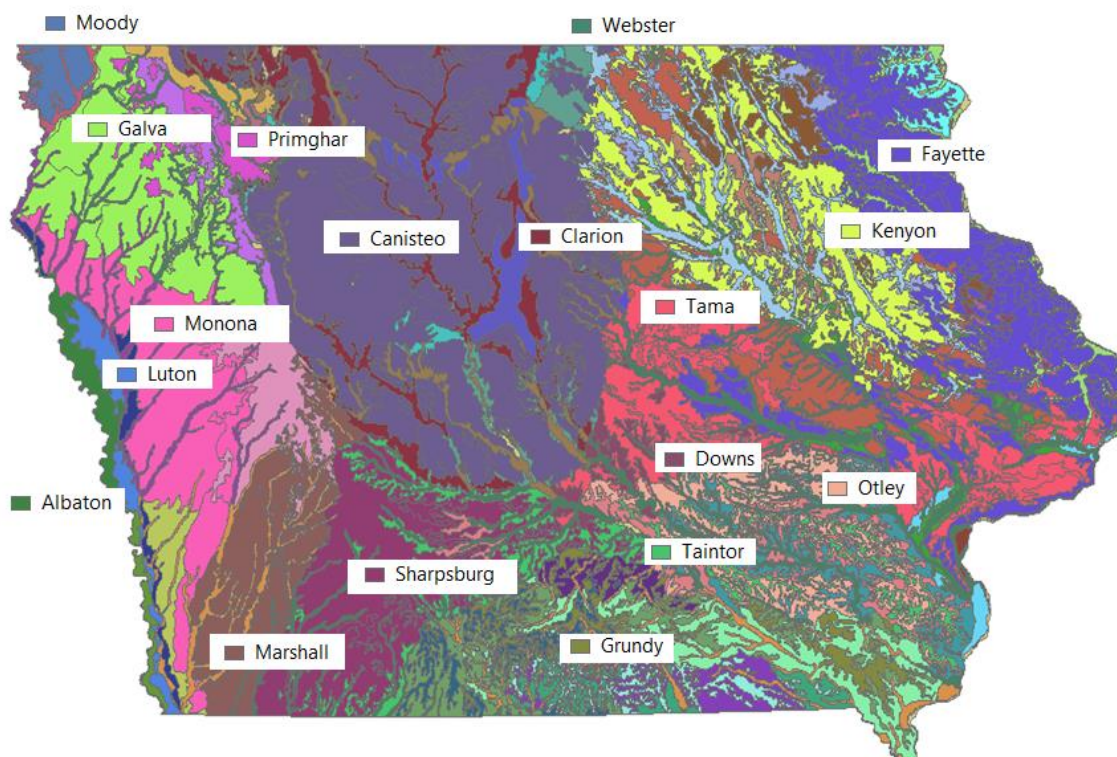 Moody
Webster
Galva
Primghar
Fayette
Canisteo
Clarion
Kenyon
Tama
Monona
Luton
Downs
Otley
Albaton
Taintor
Sharpsburg
Grundy
Marshall